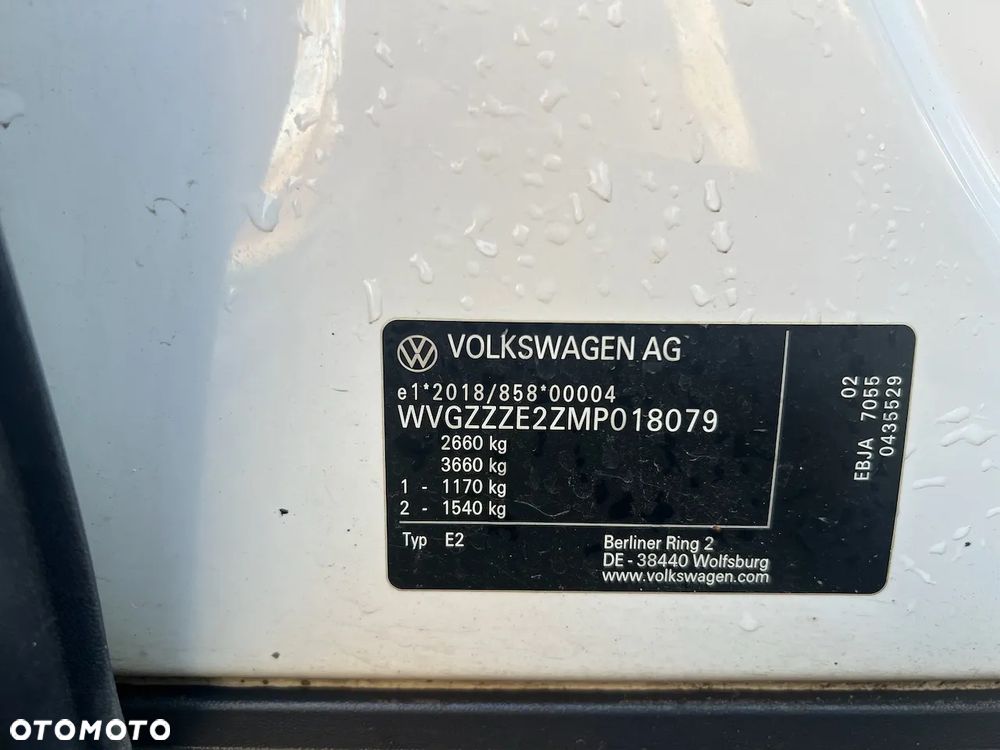 VOLKSWAGEN AG
e1*2018/858*00004
WVGZZZE2ZMP018079
2660 kg
3660 kg
1 - 1170 kg
2 - 1540 kg
Typ E2
Berliner Ring 2
DE - 38440 Wolfsburg
www.volkswagen.com
02
EBJA 7055
0435529
OTOMOTO